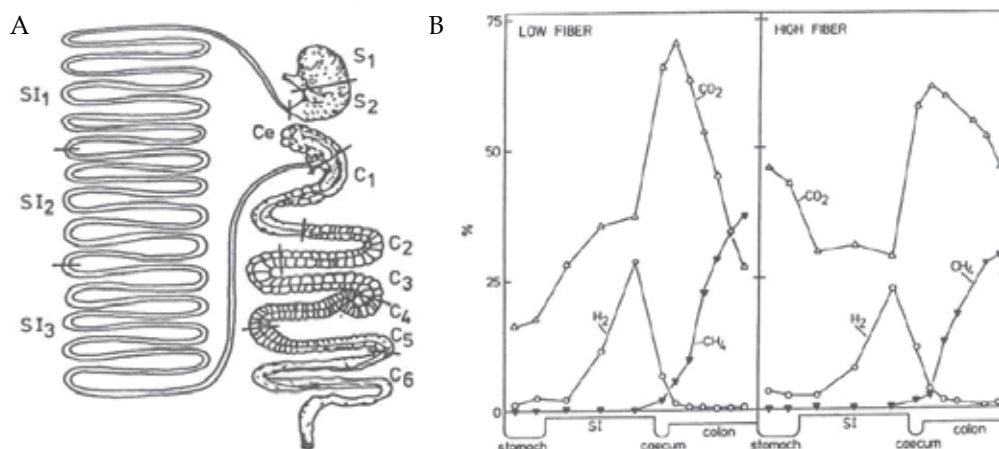 A
S1
S2
SI1
Ce
C1
SI2
C2
C3
C4
SI3
C5
C6
B
75
LOW FIBER
HIGH FIBER
CO2
50
CO2
%
25
H2
CH4
H2
CH4
0
stomach
SI
caecum
colon
stomach
SI
caecum
colon